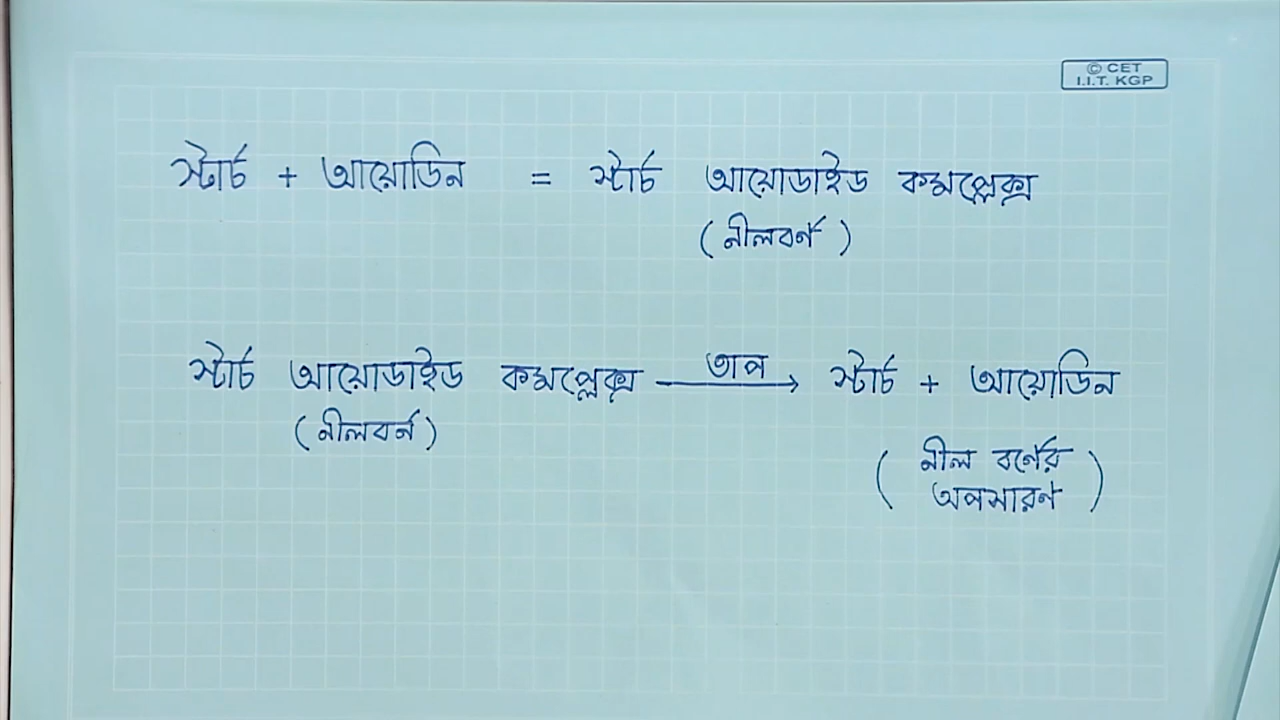 © CET
I.I.T. KGP
স্টার্চ + আয়োডিন = স্টার্চ আয়োডাইড কমপ্লেক্স
(নীলবর্ণ)
স্টার্চ আয়োডাইড কমপ্লেক্স তাপ → স্টার্চ + আয়োডিন
(নীলবর্ন)
(নীল বর্ণের
অপসারণ)